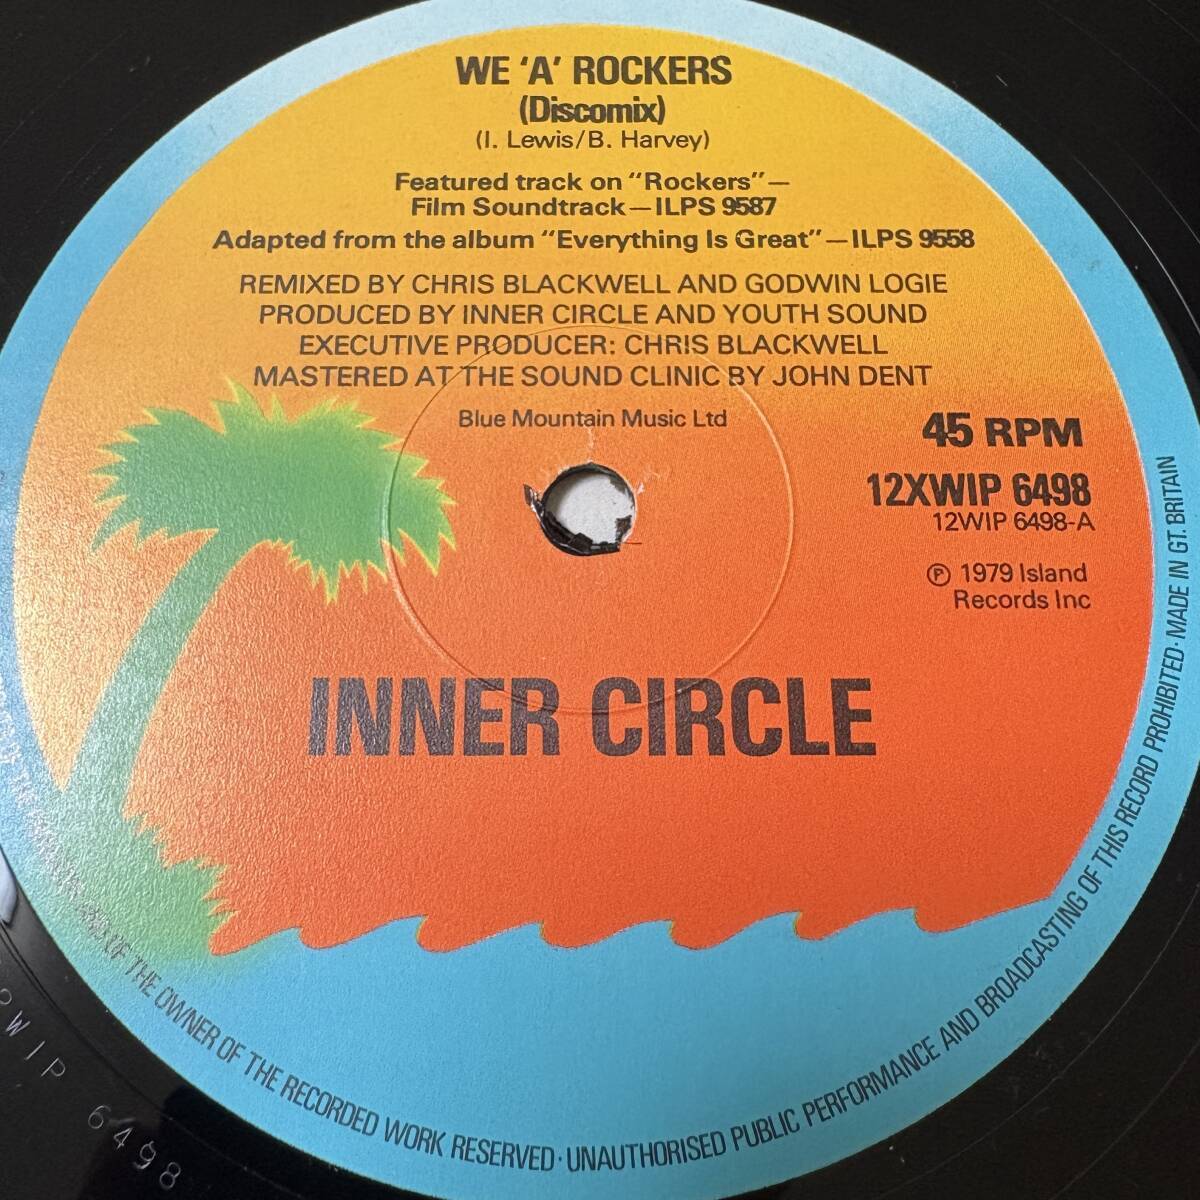 WE 'A' ROCKERS
(Discomix)
(I. Lewis/B. Harvey)
Featured track on "Rockers"—
Film Soundtrack—ILPS 9587
Adapted from the album "Everything Is Great"—ILPS 9558
REMIXED BY CHRIS BLACKWELL AND GODWIN LOGIE
PRODUCED BY INNER CIRCLE AND YOUTH SOUND
EXECUTIVE PRODUCER: CHRIS BLACKWELL
MASTERED AT THE SOUND CLINIC BY JOHN DENT
Blue Mountain Music Ltd
45 RPM
12XWIP 6498
12WIP 6498-A
Ⓟ 1979 Island
Records Inc
INNER CIRCLE
OF THE OWNER OF THE RECORDED WORK RESERVED · UNAUTHORISED PUBLIC PERFORMANCE AND BROADCASTING OF THIS RECORD PROHIBITED · MADE IN GT. BRITAIN
WIP 6498